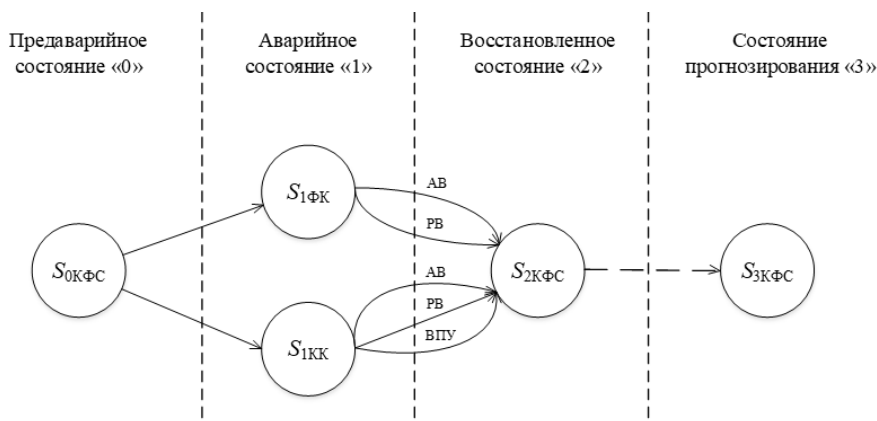 Предаварийное
состояние «0»
Аварийное
состояние «1»
Восстановленное
состояние «2»
Состояние
прогнозирования «3»
S1ФК
АВ
РВ
S0КФС
S2КФС
S3КФС
АВ
РВ
ВПУ
S1КК